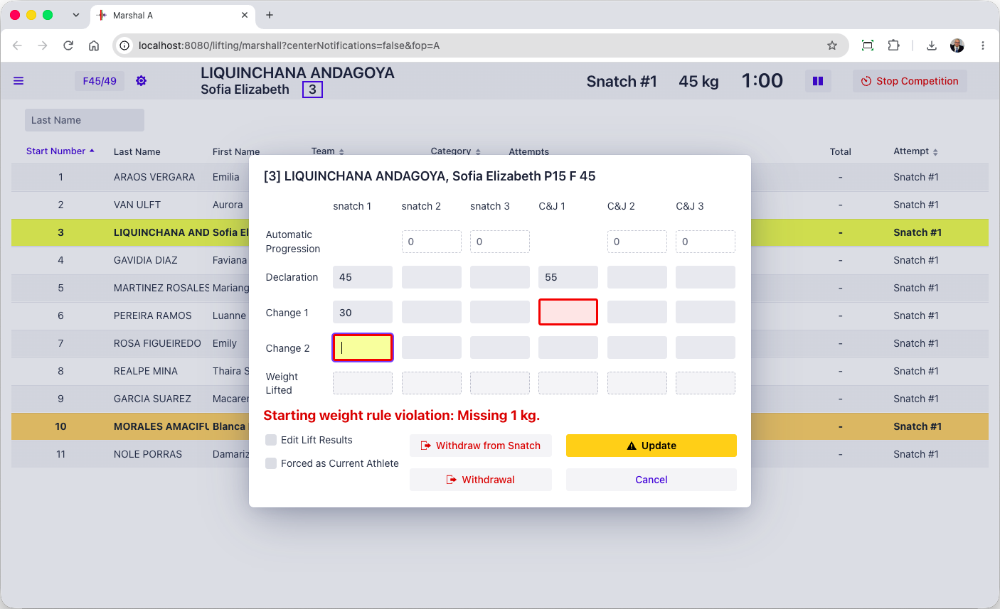 Marshal A
localhost:8080/lifting/marshall?centerNotifications=false&fop=A
F45/49
LIQUINCHANA ANDAGOYA
Sofia Elizabeth 3
Snatch #1 45 kg 1:00
Stop Competition
Last Name
Start Number Last Name First Name Team Category Attempts Total Attempt
1 ARAOS VERGARA Emilia - Snatch #1
2 VAN ULFT Aurora - Snatch #1
3 LIQUINCHANA AND Sofia El - Snatch #1
4 GAVIDIA DIAZ Faviana - Snatch #1
5 MARTINEZ ROSALES Mariang - Snatch #1
6 PEREIRA RAMOS Luanne - Snatch #1
7 ROSA FIGUEIREDO Emily - Snatch #1
8 REALPE MINA Thaira S - Snatch #1
9 GARCIA SUAREZ Macarer - Snatch #1
10 MORALES AMACIFU Blanca - Snatch #1
11 NOLE PORRAS Damariz - Snatch #1
[3] LIQUINCHANA ANDAGOYA, Sofia Elizabeth P15 F 45
snatch 1 snatch 2 snatch 3 C&J 1 C&J 2 C&J 3
Automatic
Progression
0 0 0 0
Declaration 45 55
Change 1 30
Change 2
Weight
Lifted
Starting weight rule violation: Missing 1 kg.
Edit Lift Results
Forced as Current Athlete
Withdraw from Snatch
Update
Withdrawal
Cancel